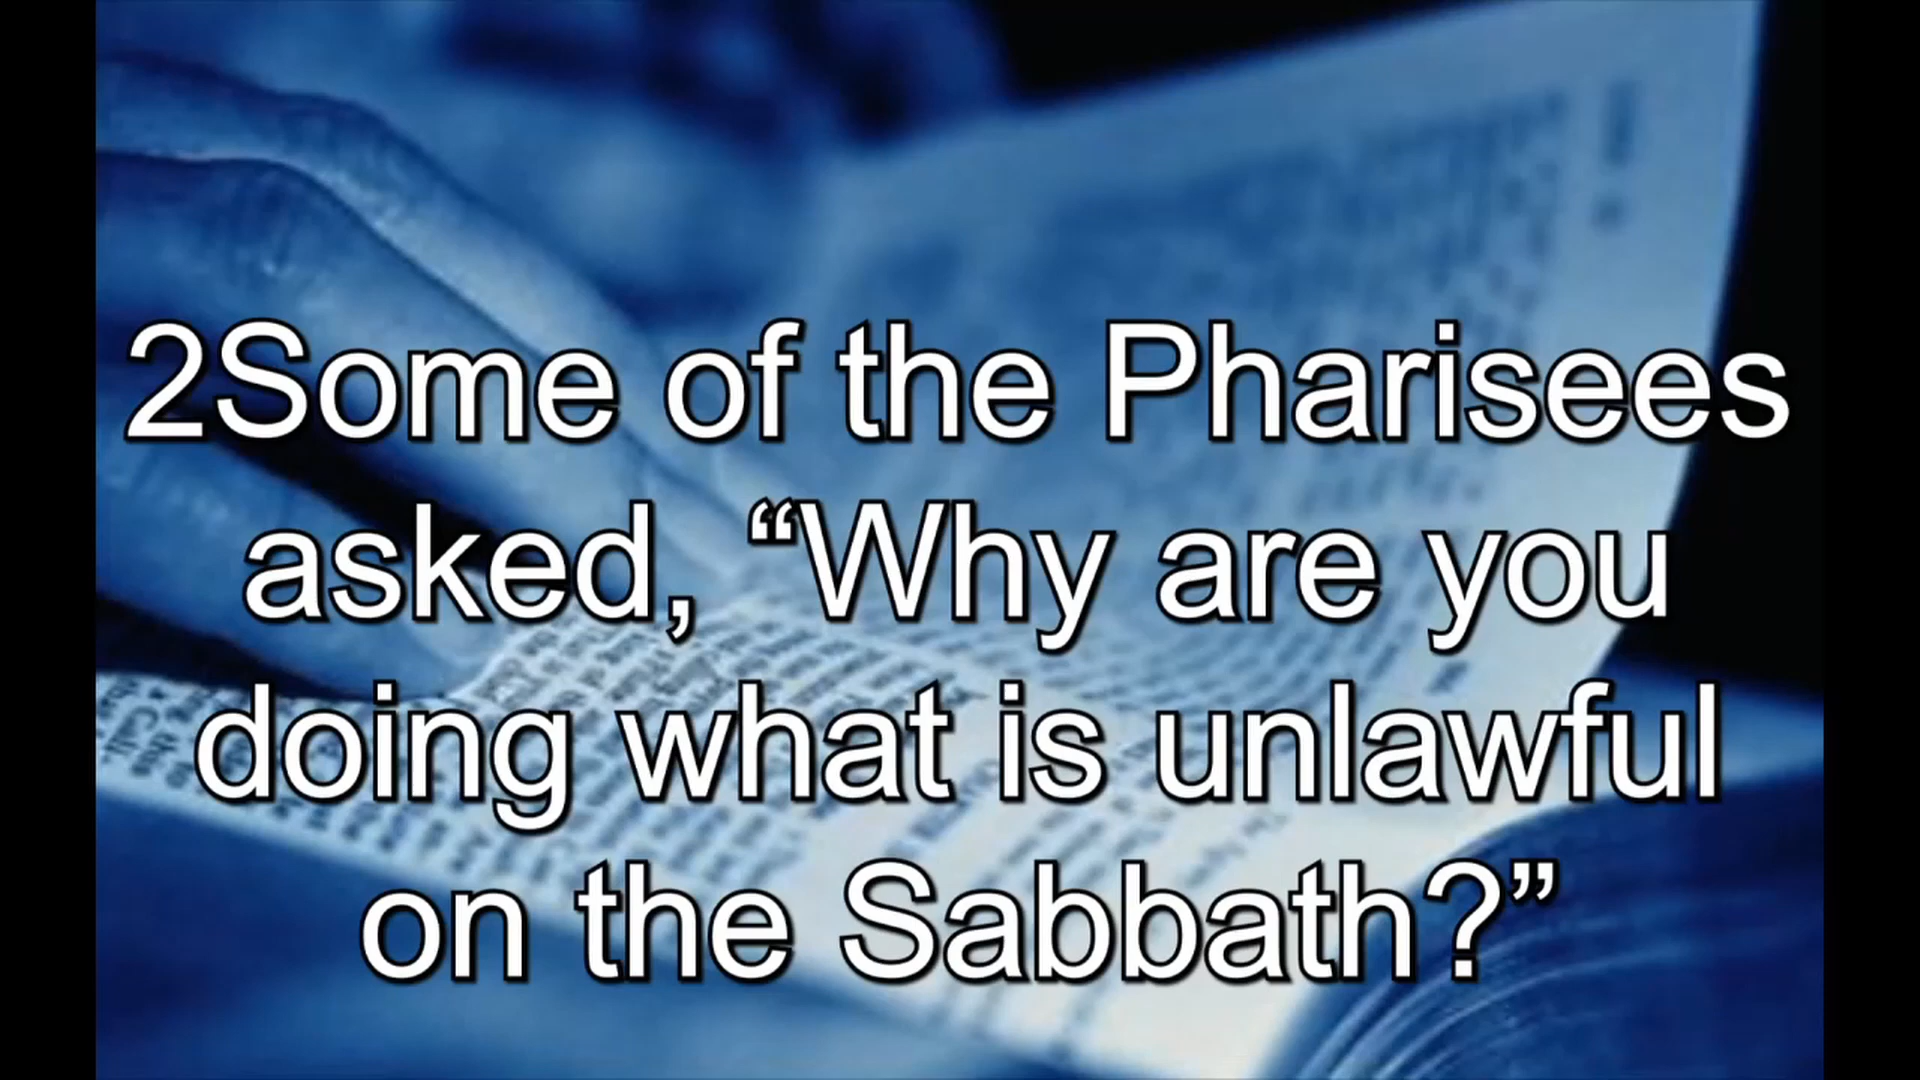 2Some of the Pharisees
asked, “Why are you
doing what is unlawful
on the Sabbath?”